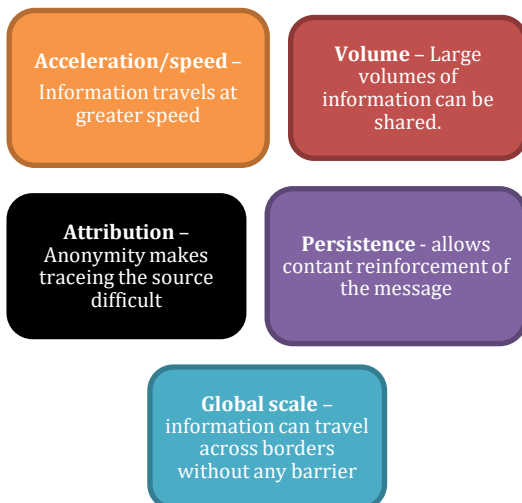 Acceleration/speed –
Information travels at
greater speed
Volume – Large
volumes of
information can be
shared.
Attribution –
Anonymity makes
traceing the source
difficult
Persistence - allows
contant reinforcement of
the message
Global scale –
information can travel
across borders
without any barrier